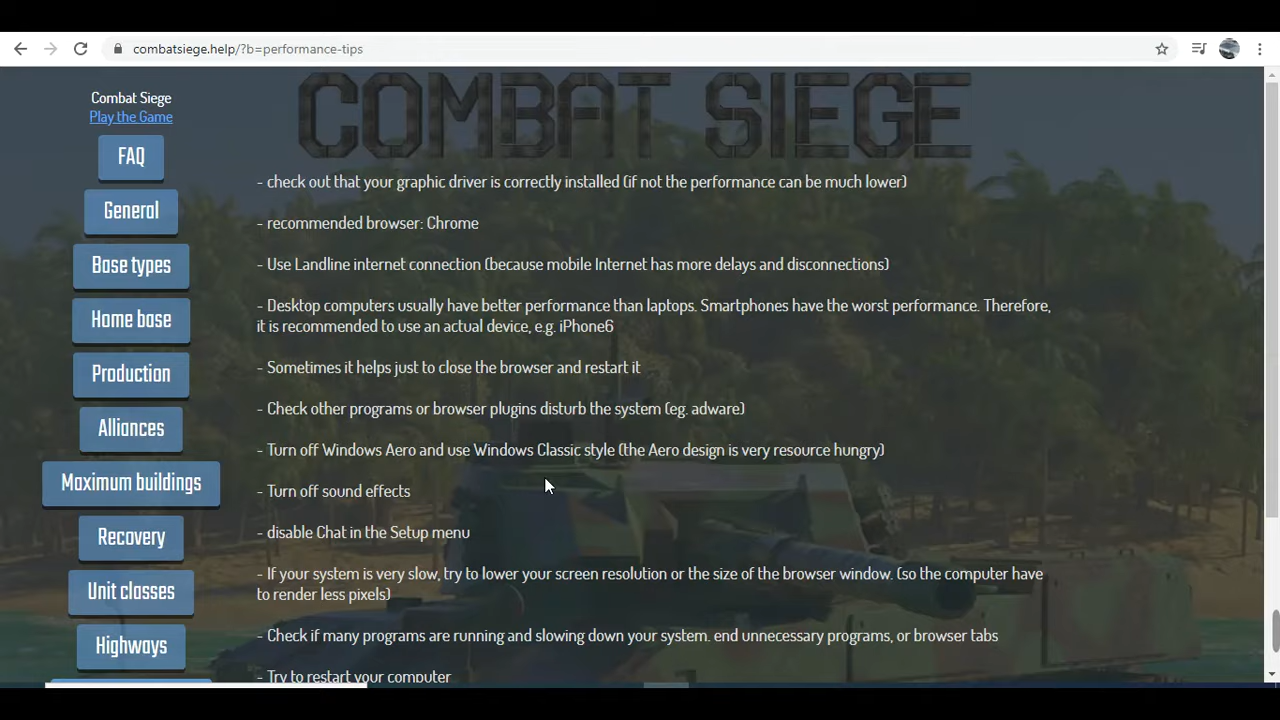 combatsiege.help/?b=performance-tips
COMBAT SIEGE
Combat Siege
Play the Game
FAQ
General
Base types
Home base
Production
Alliances
Maximum buildings
Recovery
Unit classes
Highways
- check out that your graphic driver is correctly installed (if not the performance can be much lower)
- recommended browser: Chrome
- Use Landline internet connection (because mobile Internet has more delays and disconnections)
- Desktop computers usually have better performance than laptops. Smartphones have the worst performance. Therefore,
it is recommended to use an actual device, e.g. iPhone6
- Sometimes it helps just to close the browser and restart it
- Check other programs or browser plugins disturb the system (eg. adware)
- Turn off Windows Aero and use Windows Classic style (the Aero design is very resource hungry)
- Turn off sound effects
- disable Chat in the Setup menu
- If your system is very slow, try to lower your screen resolution or the size of the browser window. (so the computer have
to render less pixels)
- Check if many programs are running and slowing down your system. end unnecessary programs, or browser tabs
- Try to restart your computer